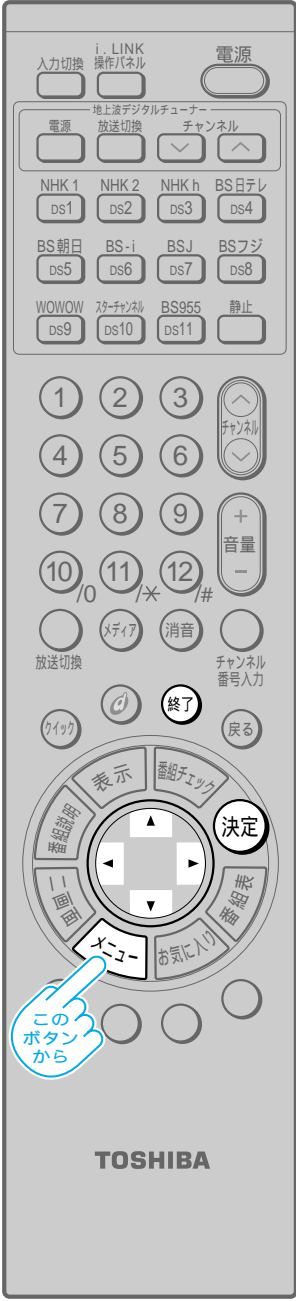 i.LINK
入力切換 操作パネル 電源
地上波デジタルチューナー
電源 放送切換 チャンネル
NHK 1 NHK 2 NHK h BS日テレ
DS1 DS2 DS3 DS4
BS朝日 BS-i BSJ BSフジ
DS5 DS6 DS7 DS8
WOWOW スターチャンネル BS955 静止
DS9 DS10 DS11
1 2 3
チャンネル
4 5 6
7 8 9 +
音量
10/0 11/* 12/# −
メディア 消音
放送切換 チャンネル
番号入力
終了
クイック 戻る
表示 番組チェック
番組説明 決定
二画面 番組表
メニュー お気に入り
この
ボタン
から
TOSHIBA